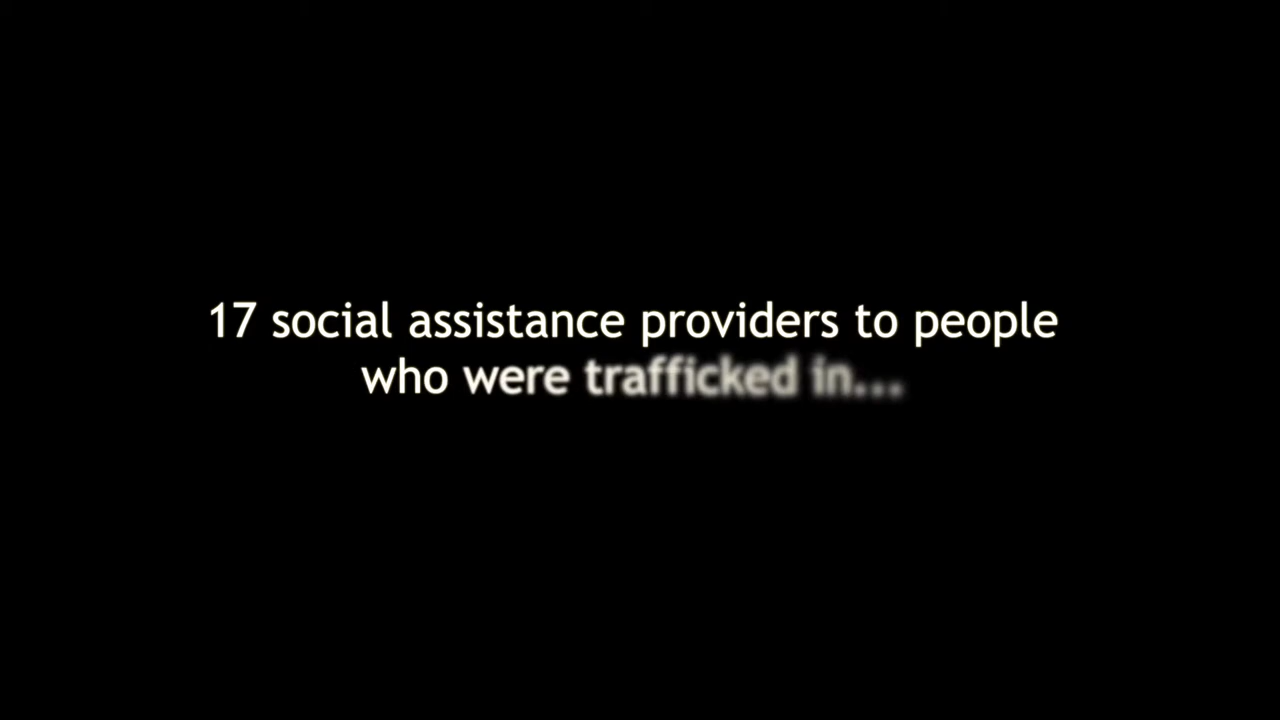 17 social assistance providers to people
who were trafficked in...